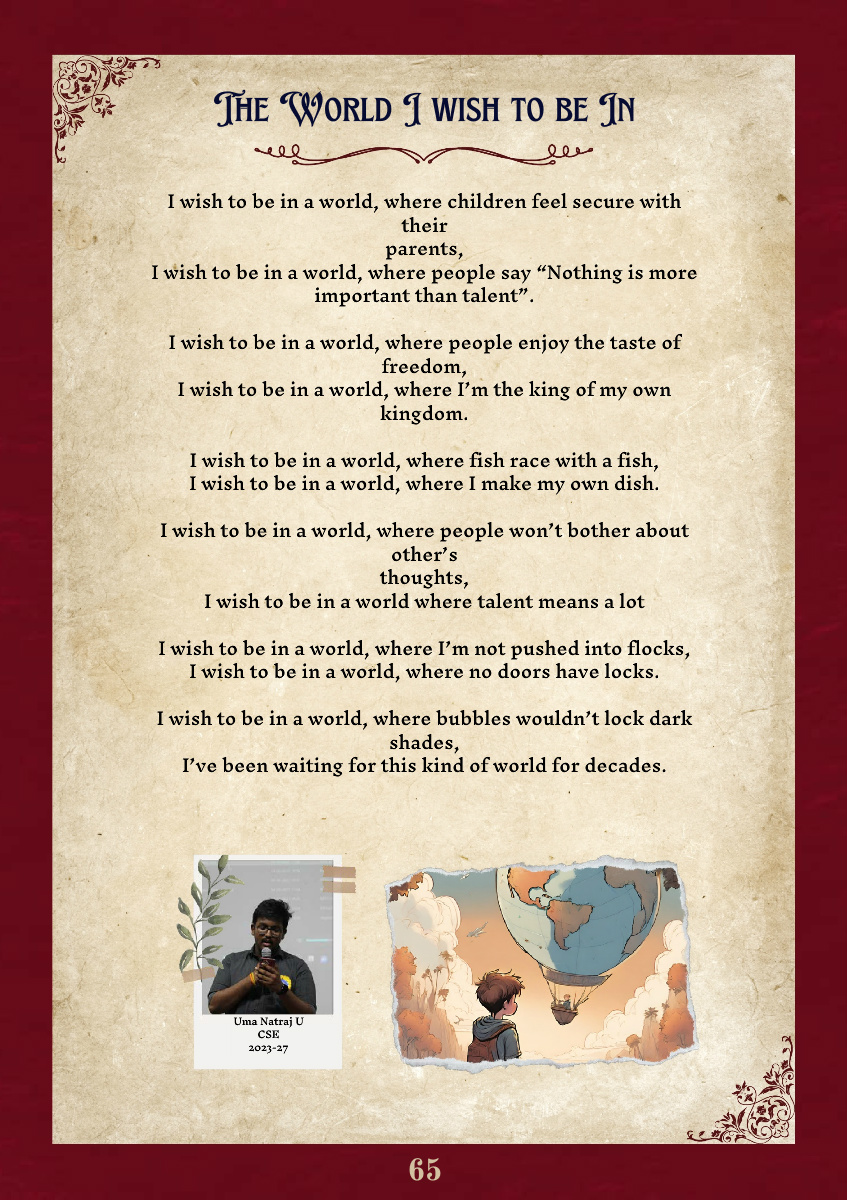 The World I wish to be In
I wish to be in a world, where children feel secure with
their
parents,
I wish to be in a world, where people say “Nothing is more
important than talent”.
I wish to be in a world, where people enjoy the taste of
freedom,
I wish to be in a world, where I’m the king of my own
kingdom.
I wish to be in a world, where fish race with a fish,
I wish to be in a world, where I make my own dish.
I wish to be in a world, where people won’t bother about
other’s
thoughts,
I wish to be in a world where talent means a lot
I wish to be in a world, where I’m not pushed into flocks,
I wish to be in a world, where no doors have locks.
I wish to be in a world, where bubbles wouldn’t lock dark
shades,
I’ve been waiting for this kind of world for decades.
Uma Natraj U
CSE
2023-27
65